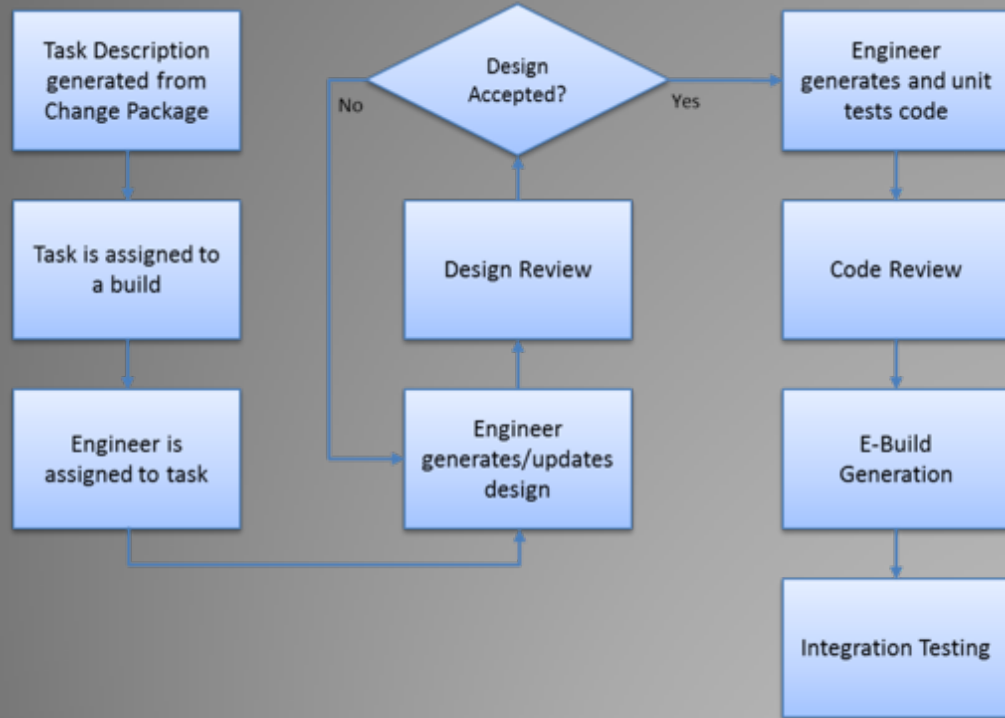 Task Description
generated from
Change Package
Task is assigned to
a build
Engineer is
assigned to task
Engineer
generates/updates
design
Design Review
Design
Accepted?
No
Yes
Engineer
generates and unit
tests code
Code Review
E-Build
Generation
Integration Testing